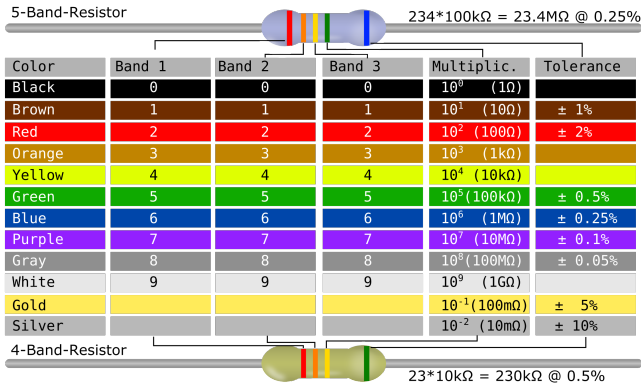 5-Band-Resistor
234*100kΩ = 23.4MΩ @ 0.25%
Color Band 1 Band 2 Band 3 Multiplic. Tolerance
Black 0 0 0 10⁰ (1Ω)
Brown 1 1 1 10¹ (10Ω) ± 1%
Red 2 2 2 10² (100Ω) ± 2%
Orange 3 3 3 10³ (1kΩ)
Yellow 4 4 4 10⁴ (10kΩ)
Green 5 5 5 10⁵(100kΩ) ± 0.5%
Blue 6 6 6 10⁶ (1MΩ) ± 0.25%
Purple 7 7 7 10⁷ (10MΩ) ± 0.1%
Gray 8 8 8 10⁸(100MΩ) ± 0.05%
White 9 9 9 10⁹ (1GΩ)
Gold 10⁻¹(100mΩ) ± 5%
Silver 10⁻² (10mΩ) ± 10%
4-Band-Resistor
23*10kΩ = 230kΩ @ 0.5%